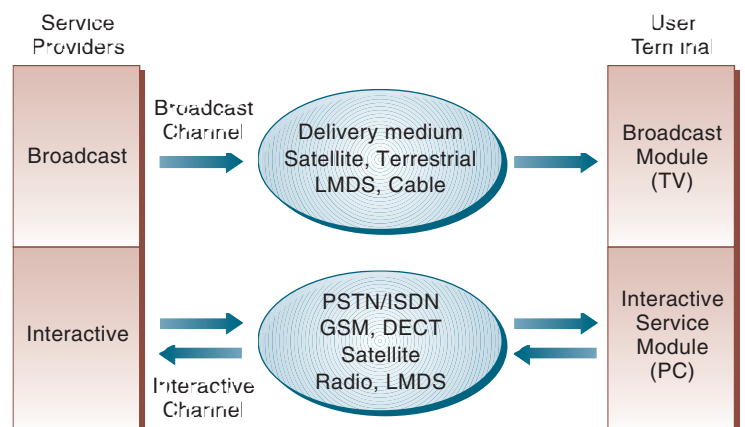 Service
Providers
User
Terminal
Broadcast
Broadcast
Channel
Delivery medium
Satellite, Terrestrial
LMDS, Cable
Broadcast
Module
(TV)
Interactive
PSTN/ISDN
GSM, DECT
Satellite
Radio, LMDS
Interactive
Channel
Interactive
Service
Module
(PC)